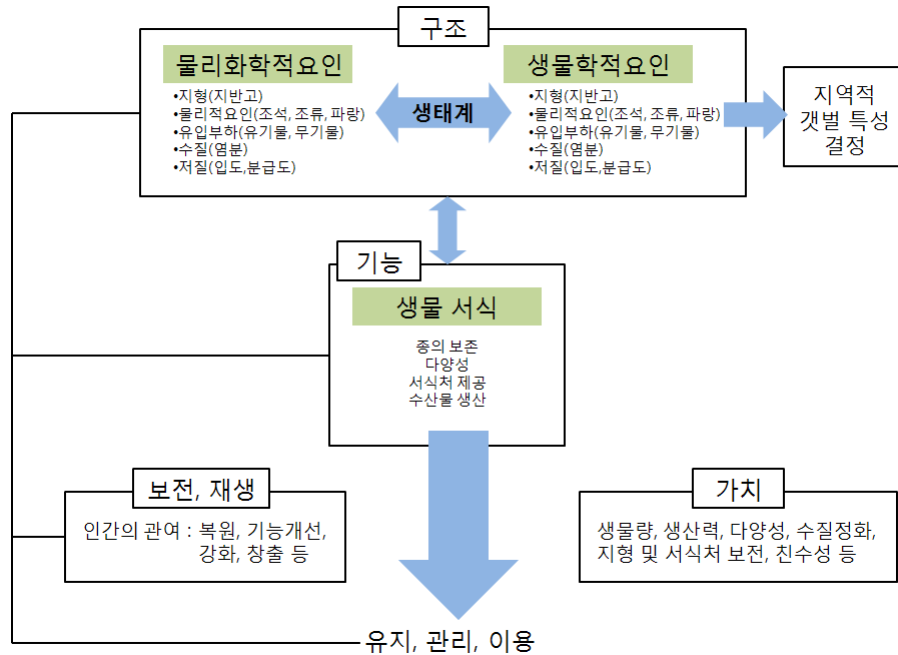 구조
물리화학적요인
•지형(지반고)
•물리적요인(조석, 조류, 파랑)
•유입부하(유기물, 무기물)
•수질(염분)
•저질(입도,분급도)
생태계
생물학적요인
•지형(지반고)
•물리적요인(조석, 조류, 파랑)
•유입부하(유기물, 무기물)
•수질(염분)
•저질(입도,분급도)
지역적
갯벌 특성
결정
기능
생물 서식
종의 보존
다양성
서식처 제공
수산물 생산
보전, 재생
인간의 관여 : 복원, 기능개선,
강화, 창출 등
가치
생물량, 생산력, 다양성, 수질정화,
지형 및 서식처 보전, 친수성 등
유지, 관리, 이용